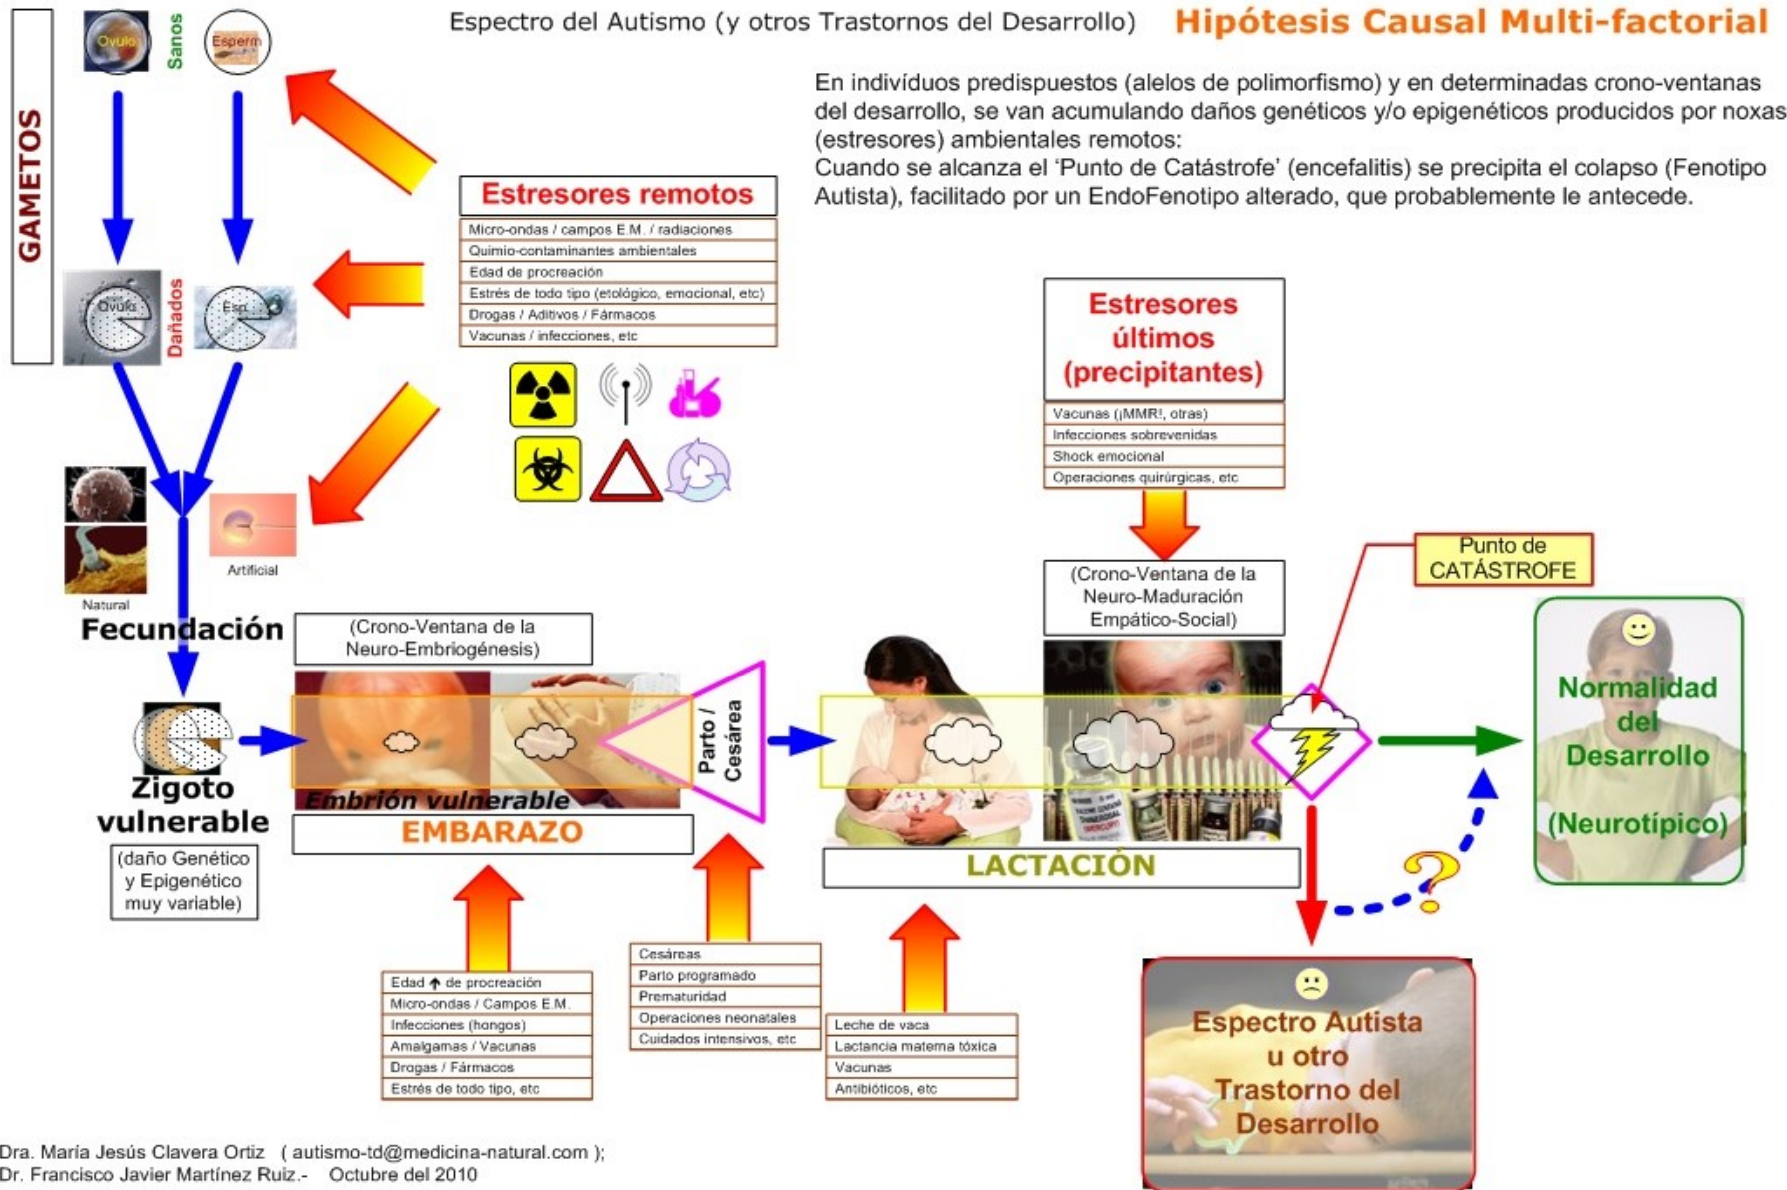 Espectro del Autismo (y otros Trastornos del Desarrollo)
Hipótesis Causal Multi-factorial
En indivíduos predispuestos (alelos de polimorfismo) y en determinadas crono-ventanas
del desarrollo, se van acumulando daños genéticos y/o epigenéticos producidos por noxas
(estresores) ambientales remotos:
Cuando se alcanza el 'Punto de Catástrofe' (encefalitis) se precipita el colapso (Fenotipo
Autista), facilitado por un EndoFenotipo alterado, que probablemente le antecede.
GAMETOS
Ovulo
Sanos
Esperm
Ovulo
Dañados
Esp.
Estresores remotos
Micro-ondas / campos E.M. / radiaciones
Quimio-contaminantes ambientales
Edad de procreación
Estrés de todo tipo (etológico, emocional, etc)
Drogas / Aditivos / Fármacos
Vacunas / infecciones, etc
Estresores
últimos
(precipitantes)
Vacunas (¡MMR!, otras)
Infecciones sobrevenidas
Shock emocional
Operaciones quirúrgicas, etc
Natural
Artificial
Fecundación
Zigoto
vulnerable
(daño Genético
y Epigenético
muy variable)
(Crono-Ventana de la
Neuro-Embriogénesis)
Embrión vulnerable
EMBARAZO
Parto /
Cesárea
(Crono-Ventana de la
Neuro-Maduración
Empático-Social)
THIMEROSAL
(MERCURY)
LACTACIÓN
Punto de
CATÁSTROFE
Normalidad
del
Desarrollo
(Neurotípico)
?
Espectro Autista
u otro
Trastorno del
Desarrollo
Edad ↑ de procreación
Micro-ondas / Campos E.M.
Infecciones (hongos)
Amalgamas / Vacunas
Drogas / Fármacos
Estrés de todo tipo, etc
Cesáreas
Parto programado
Prematuridad
Operaciones neonatales
Cuidados intensivos, etc
Leche de vaca
Lactancia materna tóxica
Vacunas
Antibióticos, etc
Dra. María Jesús Clavera Ortiz ( autismo-td@medicina-natural.com );
Dr. Francisco Javier Martínez Ruiz.- Octubre del 2010